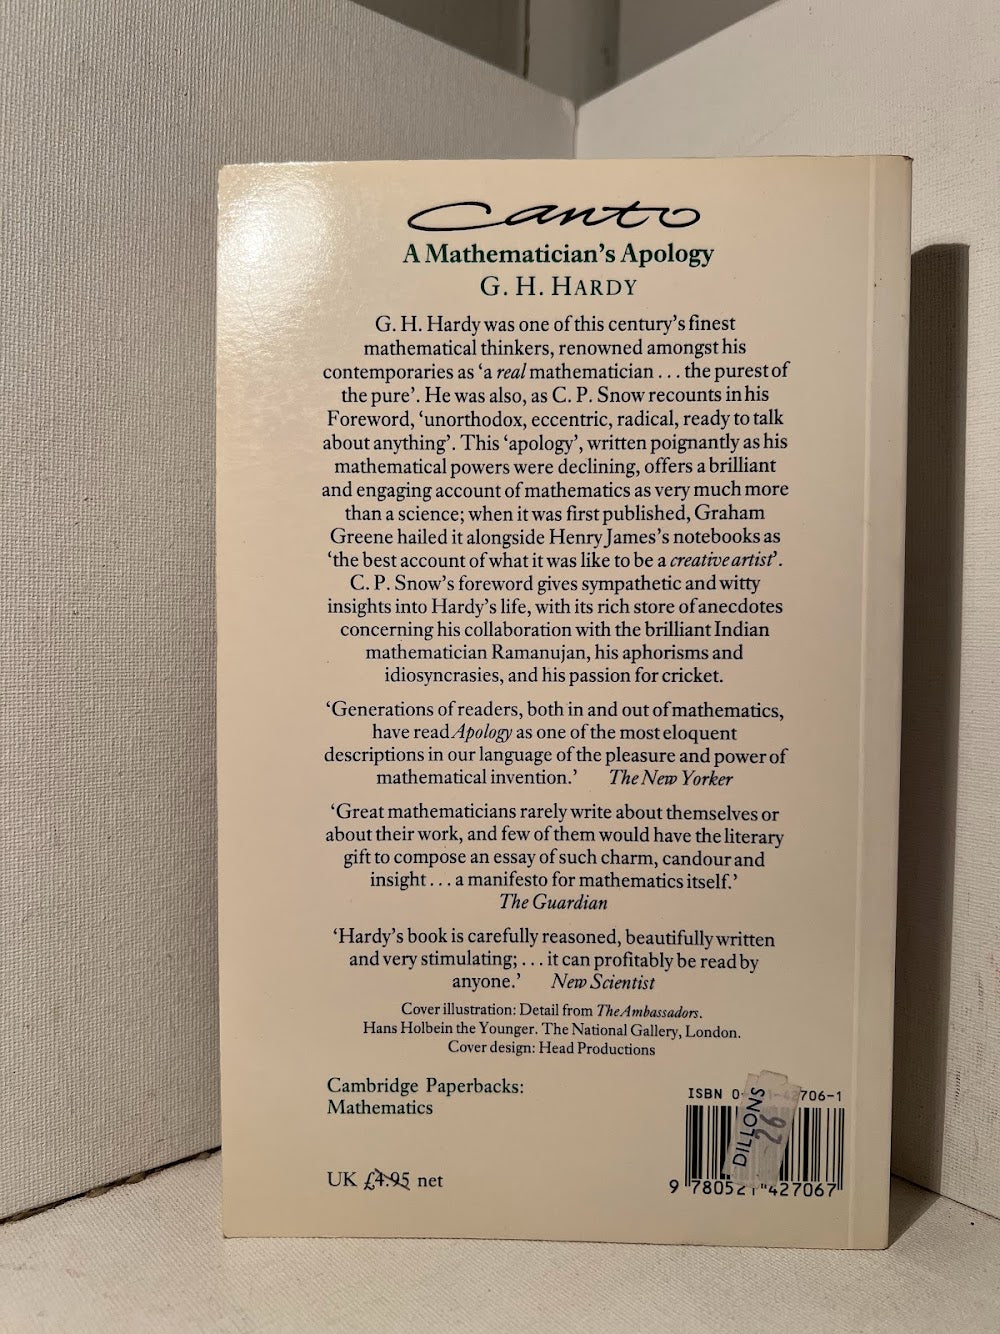 canto
A Mathematician's Apology
G. H. HARDY
G. H. Hardy was one of this century's finest
mathematical thinkers, renowned amongst his
contemporaries as 'a real mathematician . . . the purest of
the pure'. He was also, as C. P. Snow recounts in his
Foreword, 'unorthodox, eccentric, radical, ready to talk
about anything'. This 'apology', written poignantly as his
mathematical powers were declining, offers a brilliant
and engaging account of mathematics as very much more
than a science; when it was first published, Graham
Greene hailed it alongside Henry James's notebooks as
'the best account of what it was like to be a creative artist'.
C. P. Snow's foreword gives sympathetic and witty
insights into Hardy's life, with its rich store of anecdotes
concerning his collaboration with the brilliant Indian
mathematician Ramanujan, his aphorisms and
idiosyncrasies, and his passion for cricket.
'Generations of readers, both in and out of mathematics,
have read Apology as one of the most eloquent
descriptions in our language of the pleasure and power of
mathematical invention.' The New Yorker
'Great mathematicians rarely write about themselves or
about their work, and few of them would have the literary
gift to compose an essay of such charm, candour and
insight . . . a manifesto for mathematics itself.'
The Guardian
'Hardy's book is carefully reasoned, beautifully written
and very stimulating; . . . it can profitably be read by
anyone.' New Scientist
Cover illustration: Detail from The Ambassadors.
Hans Holbein the Younger. The National Gallery, London.
Cover design: Head Productions
Cambridge Paperbacks:
Mathematics
UK £4.95 net
ISBN 0- 706-1
DILLONS
26
9 780521 427067